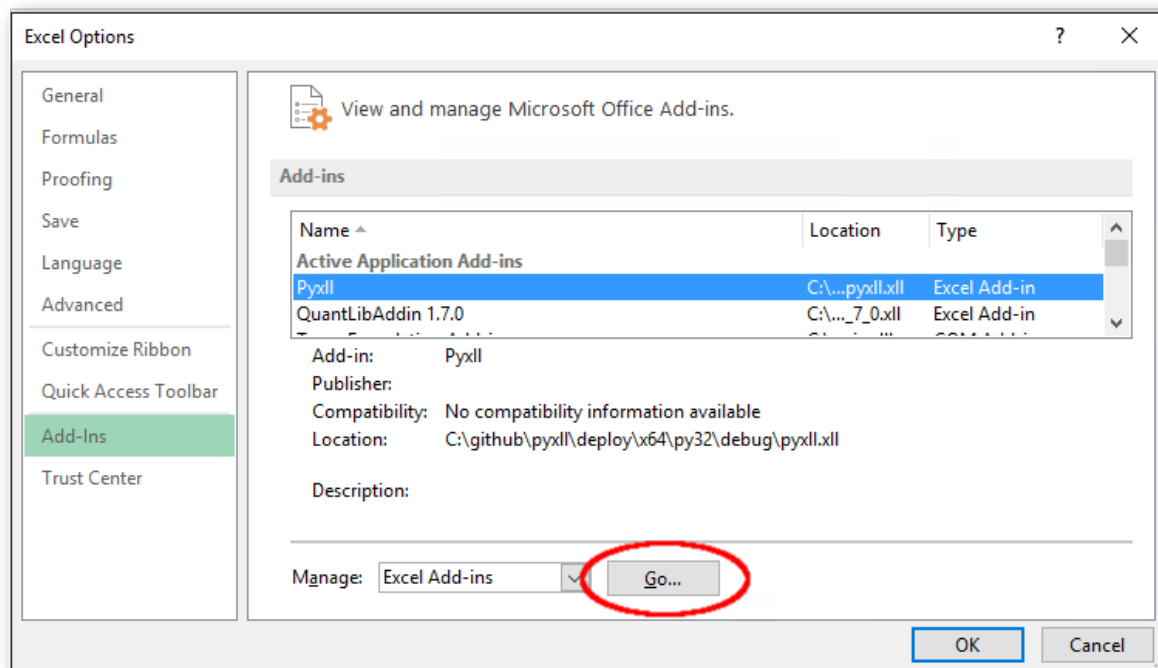 Excel Options
?
General
Formulas
Proofing
Save
Language
Advanced
Customize Ribbon
Quick Access Toolbar
Add-Ins
Trust Center
View and manage Microsoft Office Add-ins.
Add-ins
Name Location Type
Active Application Add-ins
Pyxll C:\...pyxll.xll Excel Add-in
QuantLibAddin 1.7.0 C:\..._7_0.xll Excel Add-in
Add-in: Pyxll
Publisher:
Compatibility: No compatibility information available
Location: C:\github\pyxll\deploy\x64\py32\debug\pyxll.xll
Description:
Manage: Excel Add-ins Go...
OK Cancel